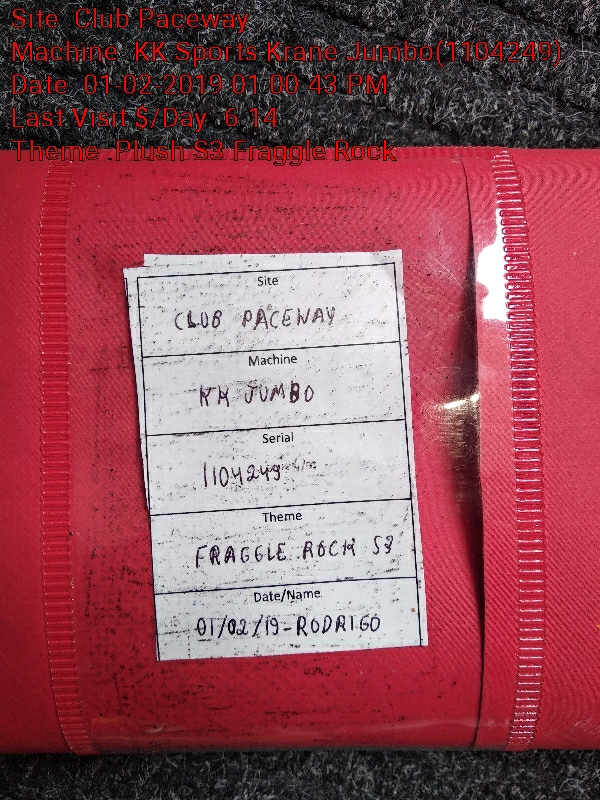 Site  Club Paceway
Machine  KK Sports Krane Jumbo(1104249)
Date  01-02-2019 01 00 43 PM
Last Visit $/Day  6 14
Theme  Plush S3 Fraggle Rock
Site
CLUB PACEWAY
Machine
KK JUMBO
Serial
1104249
Theme
FRAGGLE ROCK S3
Date/Name
01/02/19-RODRIGO